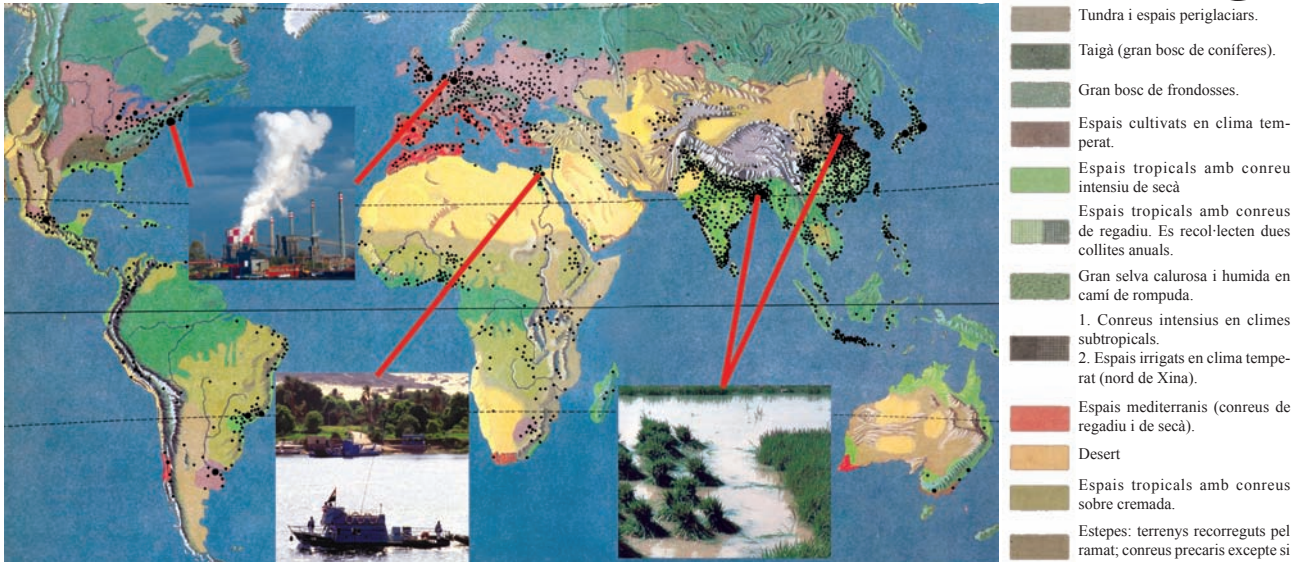 Tundra i espais periglaciars.
Taigà (gran bosc de coníferes).
Gran bosc de frondosses.
Espais cultivats en clima tem-
perat.
Espais tropicals amb conreu
intensiu de secà
Espais tropicals amb conreus
de regadiu. Es recol·lecten dues
collites anuals.
Gran selva calurosa i humida en
camí de rompuda.
1. Conreus intensius en climes
subtropicals.
2. Espais irrigats en clima tempe-
rat (nord de Xina).
Espais mediterranis (conreus de
regadiu i de secà).
Desert
Espais tropicals amb conreus
sobre cremada.
Estepes: terrenys recorreguts pel
ramat; conreus precaris excepte si